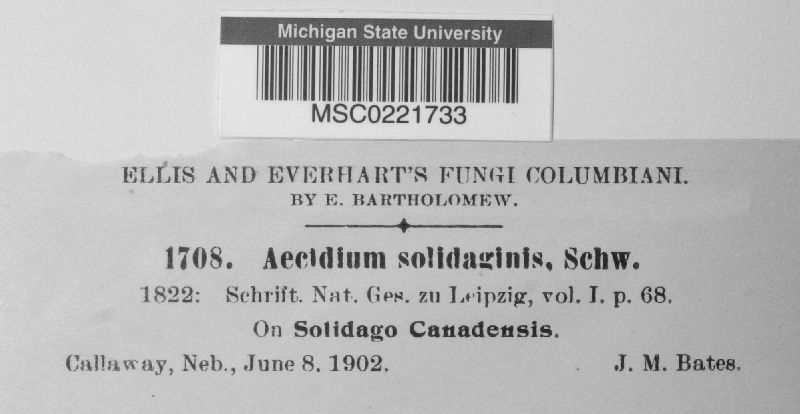 Michigan State University
MSC0221733
ELLIS AND EVERHART'S FUNGI COLUMBIANI.
BY E. BARTHOLOMEW.
1708. Aecidium solidaginis, Schw.
1822: Schrift. Nat. Ges. zu Leipzig, vol. I. p. 68.
On Solidago Canadensis.
Callaway, Neb., June 8. 1902. J. M. Bates.